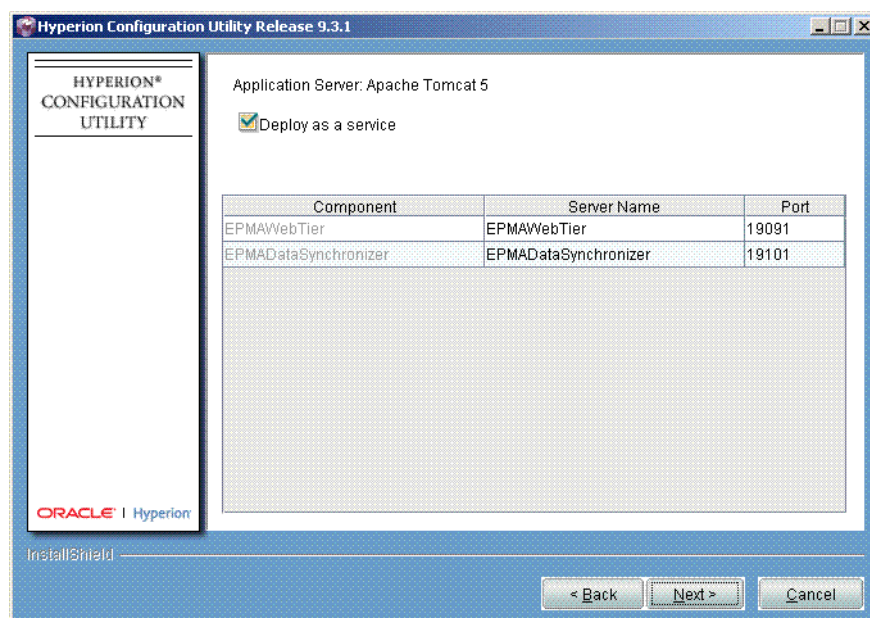 Hyperion Configuration Utility Release 9.3.1
HYPERION®
CONFIGURATION
UTILITY
Application Server: Apache Tomcat 5
Deploy as a service
Component Server Name Port
EPMAWebTier EPMAWebTier 19091
EPMADataSynchronizer EPMADataSynchronizer 19101
ORACLE® | Hyperion
InstallShield
< Back Next > Cancel